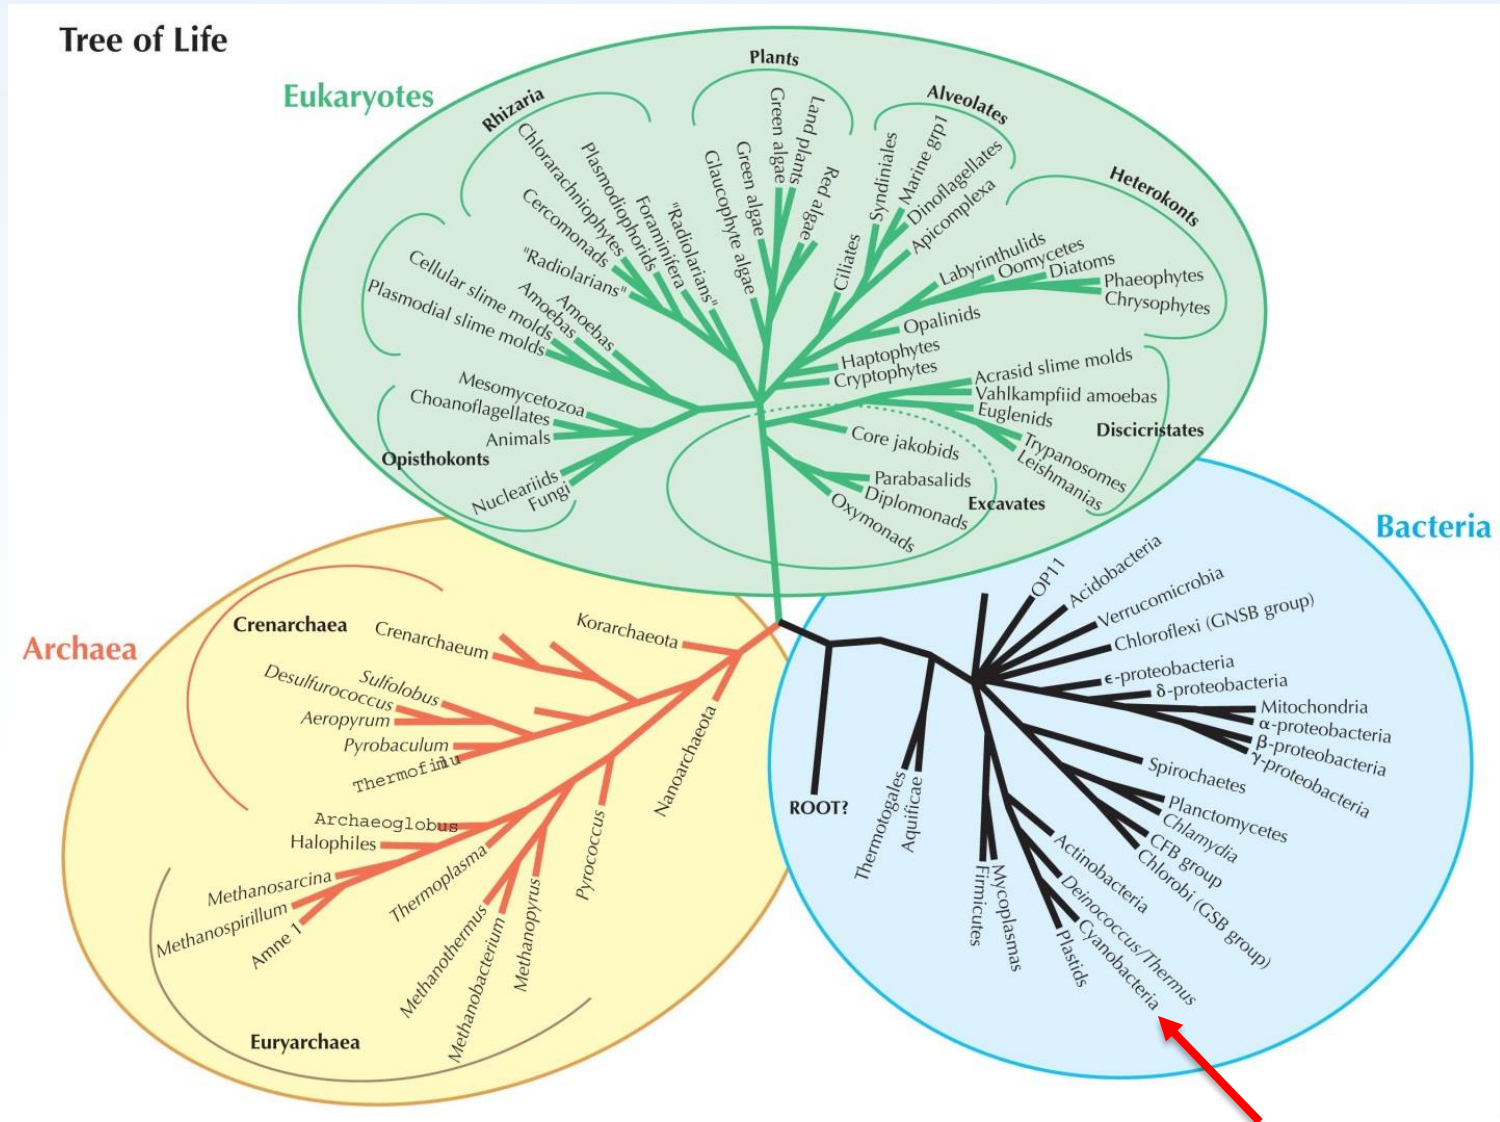 Tree of Life
Eukaryotes
Plants
Rhizaria
Alveolates
Heterokonts
Chlorarachniophytes
Plasmodiophorids
Cercomonads
Foraminifera
"Radiolarians"
"Radiolarians"
Glaucophyte algae
Green algae
Green algae
Land plants
Red algae
Ciliates
Syndiniales
Marine grp1
Dinoflagellates
Apicomplexa
Labyrinthulids
Oomycetes
Diatoms
Phaeophytes
Chrysophytes
Opalinids
Haptophytes
Cryptophytes
Cellular slime molds
Plasmodial slime molds
Amoebas
Amoebas
Mesomycetozoa
Choanoflagellates
Animals
Opisthokonts
Nucleariids
Fungi
Acrasid slime molds
Vahlkampfiid amoebas
Euglenids
Discicristates
Trypanosomes
Leishmanias
Core jakobids
Parabasalids
Diplomonads
Oxymonads
Excavates
Bacteria
OP11
Acidobacteria
Verrucomicrobia
Chloroflexi (GNSB group)
ϵ-proteobacteria
δ-proteobacteria
Mitochondria
α-proteobacteria
β-proteobacteria
γ-proteobacteria
Spirochaetes
Planctomycetes
Chlamydia
CFB group
Chlorobi (GSB group)
Actinobacteria
Deinococcus/Thermus
Cyanobacteria
Plastids
Mycoplasmas
Firmicutes
Aquificae
Thermotogales
ROOT?
Archaea
Crenarchaea
Crenarchaeum
Korarchaeota
Sulfolobus
Desulfurococcus
Aeropyrum
Pyrobaculum
Nanoarchaeota
Archaeoglobus
Halophiles
Methanosarcina
Methanospirillum
Amne 1
Thermoplasma
Methanothermus
Methanobacterium
Methanopyrus
Pyrococcus
Euryarchaea